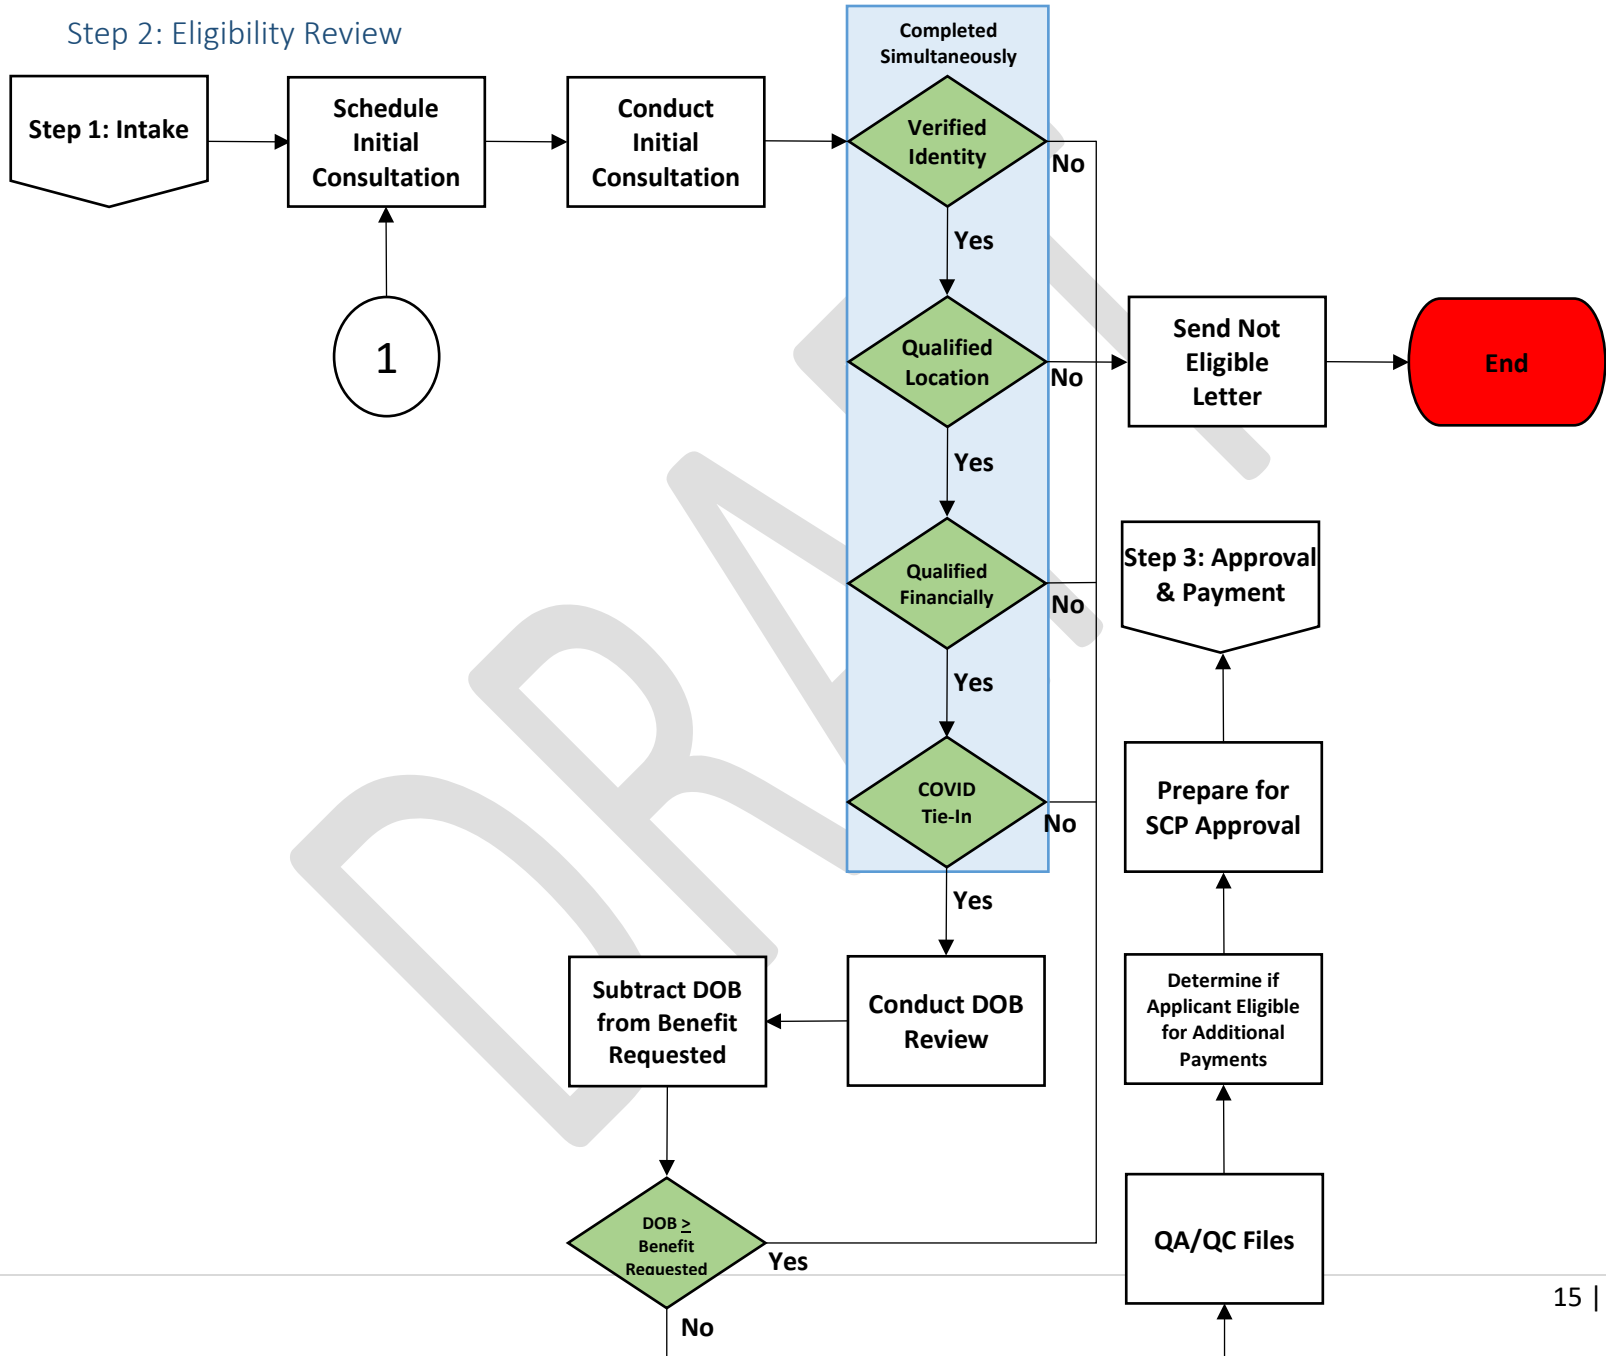 Step 2: Eligibility Review
Completed
Simultaneously
Step 1: Intake
Schedule
Initial
Consultation
Conduct
Initial
Consultation
Verified
Identity
No
Yes
1
Qualified
Location
No
Send Not
Eligible
Letter
End
Yes
Qualified
Financially
No
Step 3: Approval
& Payment
Yes
COVID
Tie-In
No
Prepare for
SCP Approval
Yes
Subtract DOB
from Benefit
Requested
Conduct DOB
Review
Determine if
Applicant Eligible
for Additional
Payments
DOB ≥
Benefit
Requested
Yes
QA/QC Files
No
15 |
DRAFT